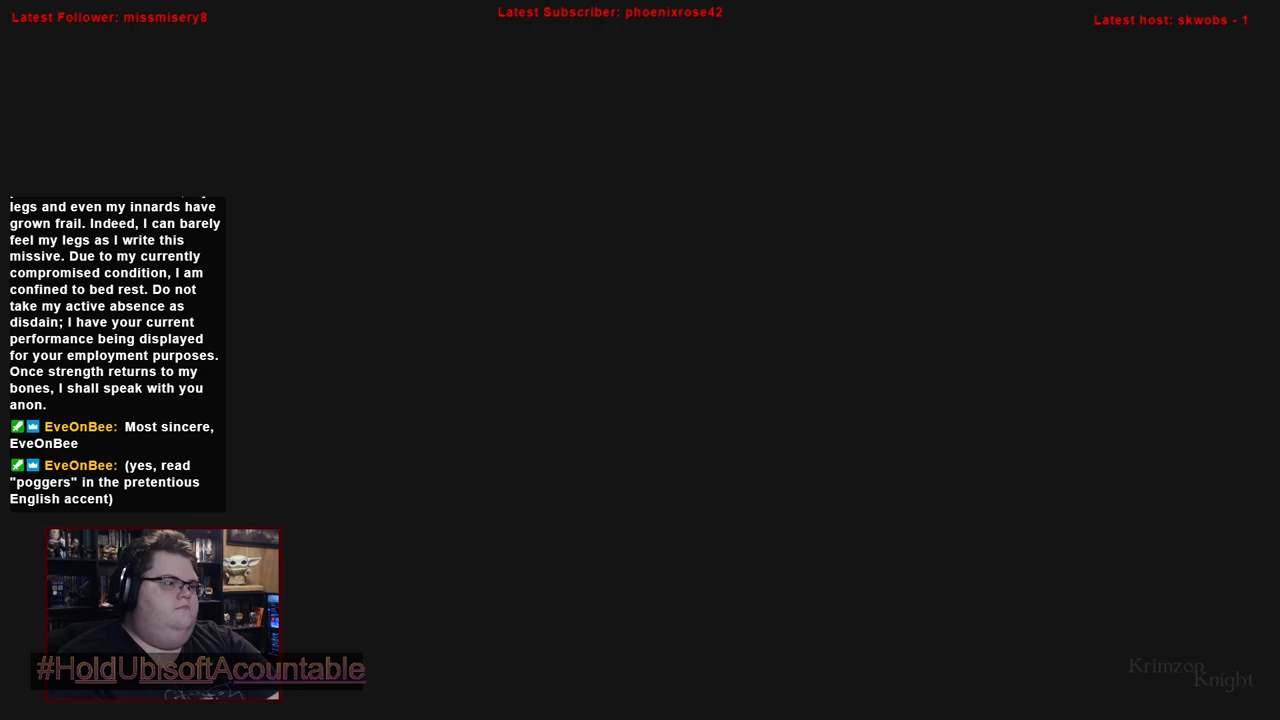 Latest Follower: missmisery8
Latest Subscriber: phoenixrose42
Latest host: skwobs - 1
legs and even my innards have
grown frail. Indeed, I can barely
feel my legs as I write this
missive. Due to my currently
compromised condition, I am
confined to bed rest. Do not
take my active absence as
disdain; I have your current
performance being displayed
for your employment purposes.
Once strength returns to my
bones, I shall speak with you
anon.
EveOnBee: Most sincere,
EveOnBee
EveOnBee: (yes, read
"poggers" in the pretentious
English accent)
#HoldUbisoftAcountable
Krimzon
Knight